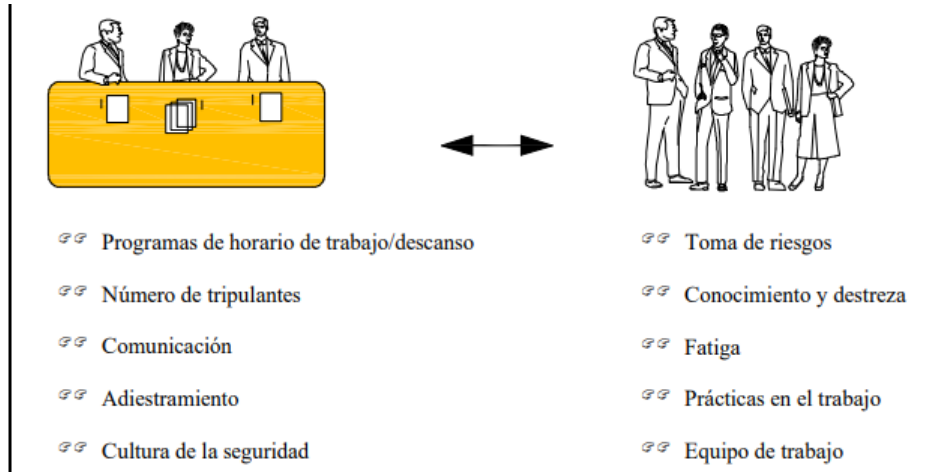 Programas de horario de trabajo/descanso
Número de tripulantes
Comunicación
Adiestramiento
Cultura de la seguridad
Toma de riesgos
Conocimiento y destreza
Fatiga
Prácticas en el trabajo
Equipo de trabajo